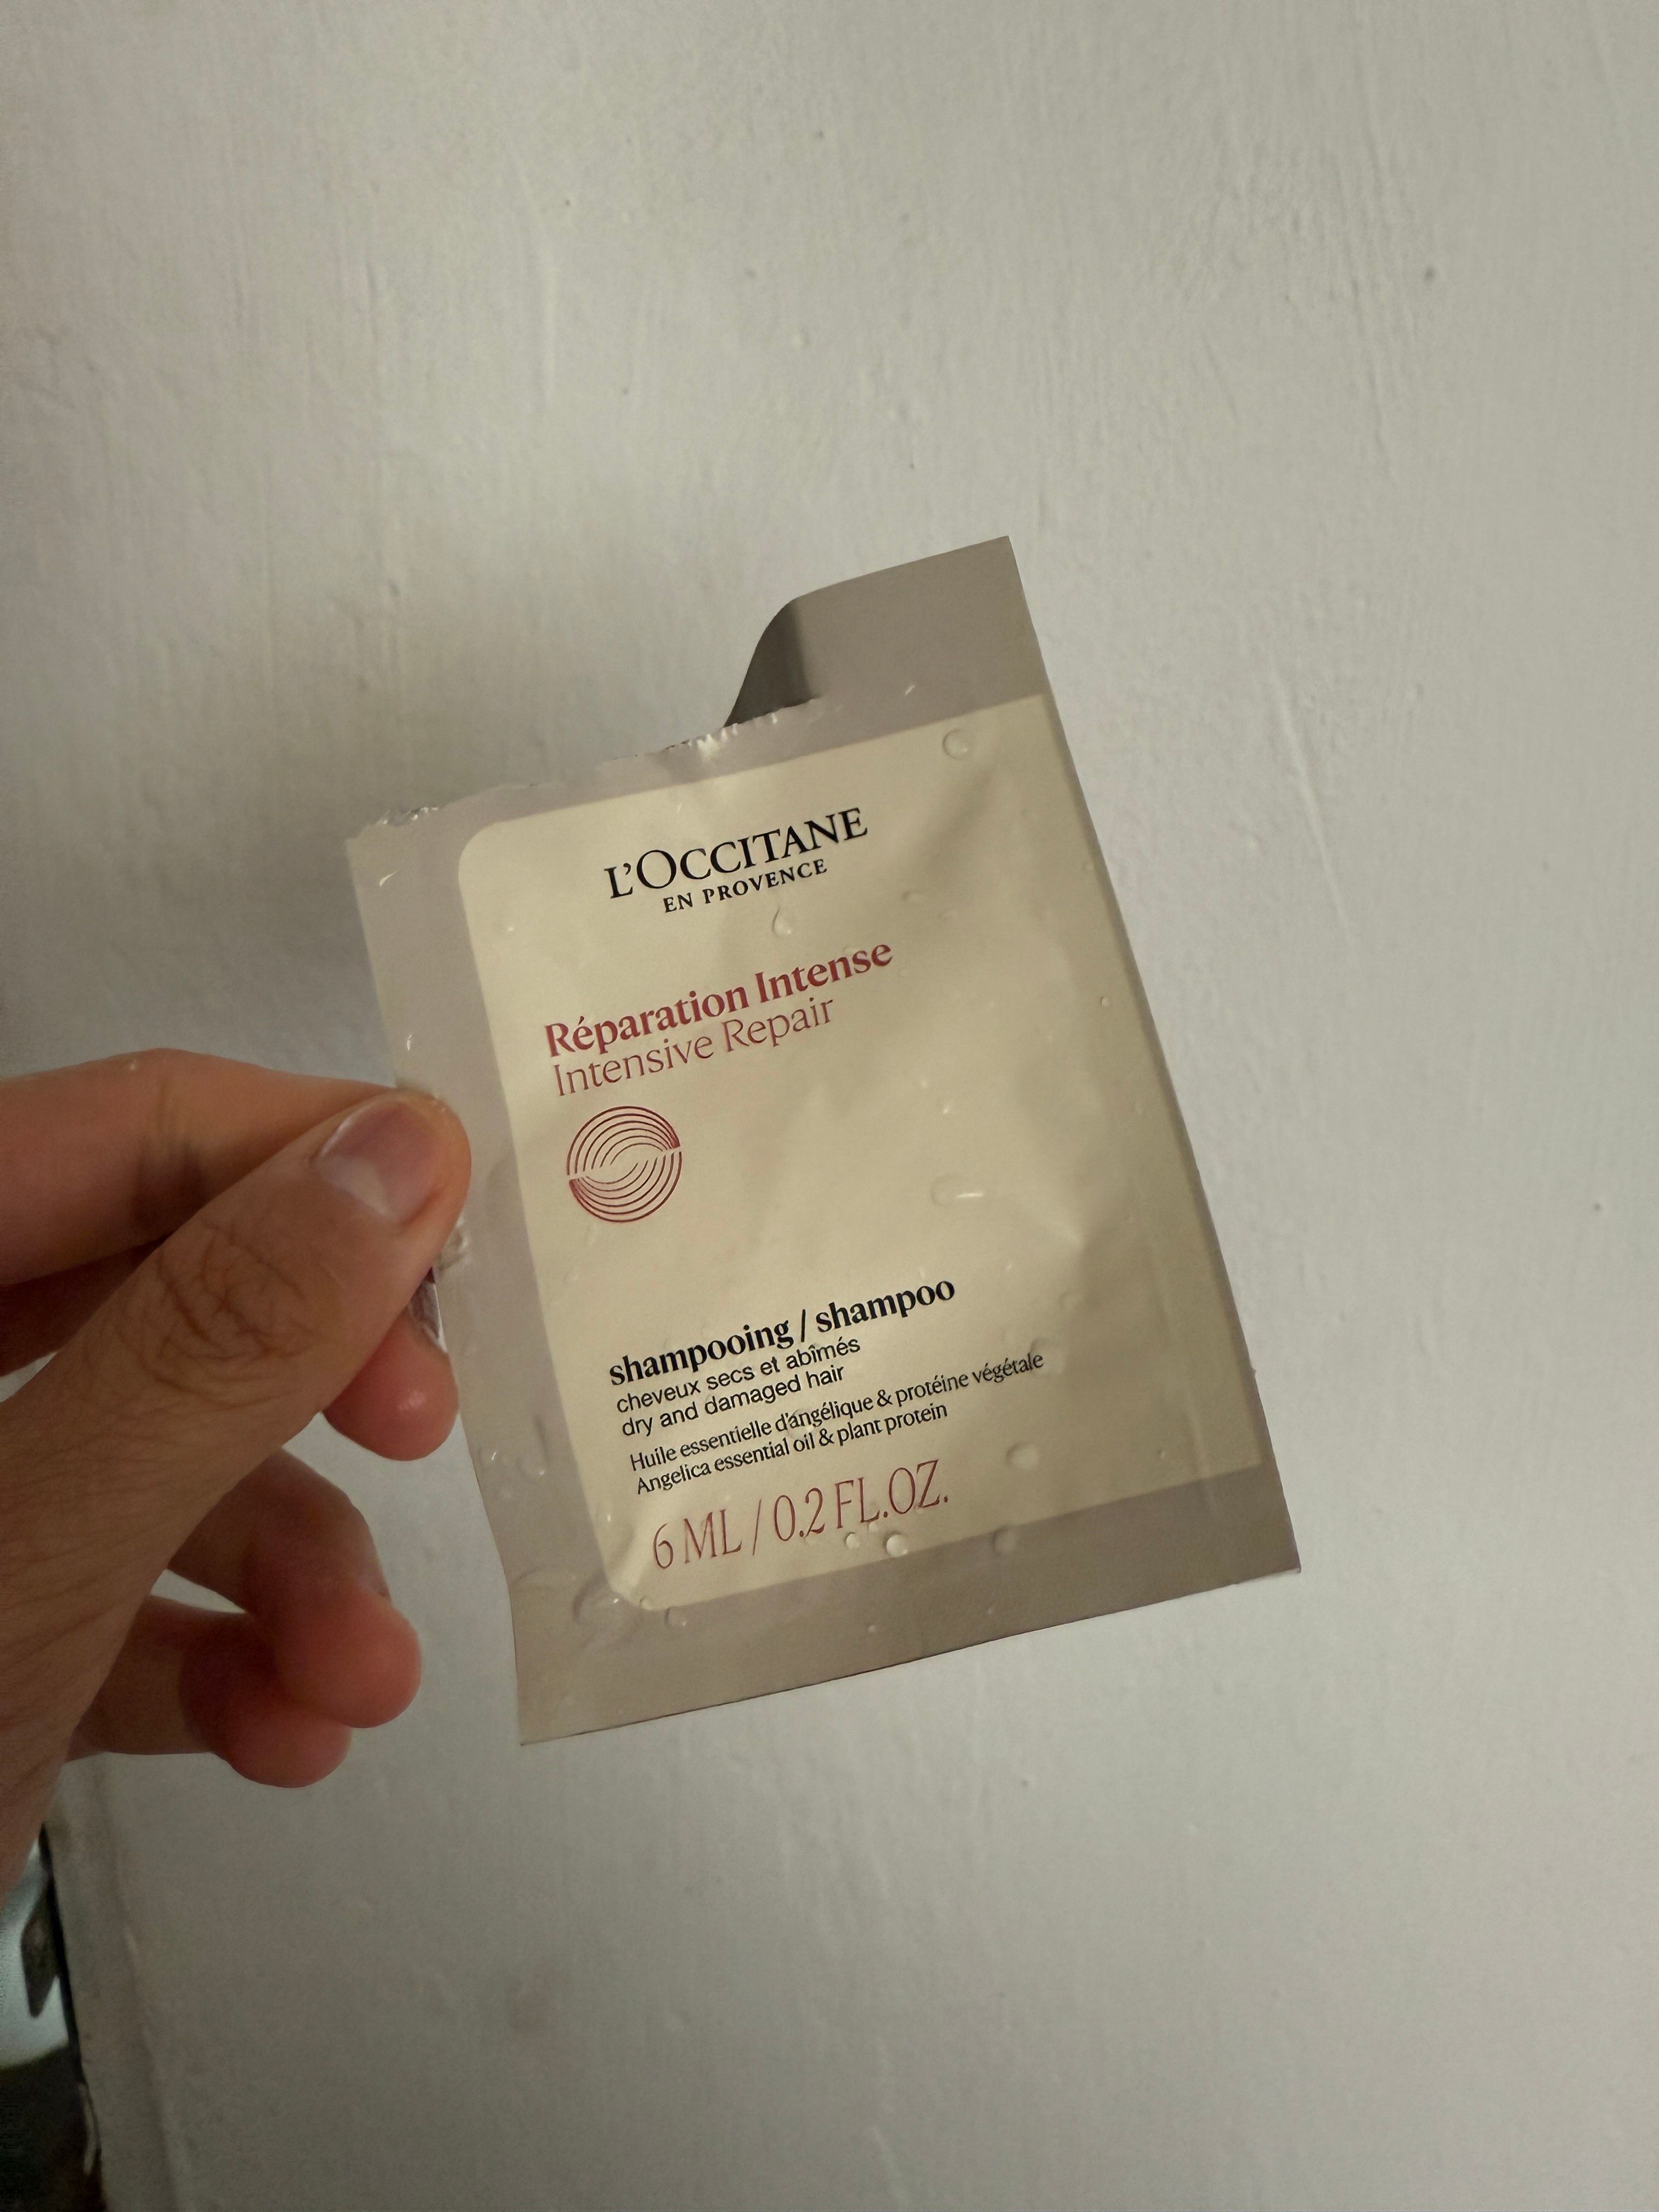 L'OCCITANE
EN PROVENCE
Réparation Intense
Intensive Repair
shampooing / shampoo
cheveux secs et abîmés
dry and damaged hair
Huile essentielle d'angélique & protéine végétale
Angelica essential oil & plant protein
6 ML / 0.2 FL.OZ.